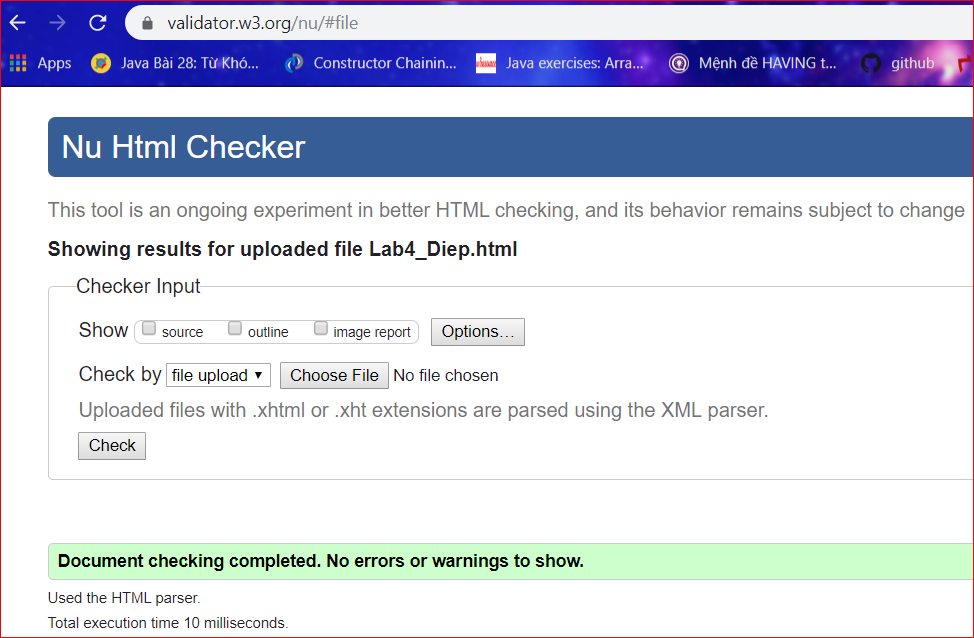 validator.w3.org/nu/#file
Apps Java Bài 28: Từ Khó... Constructor Chainin... Java exercises: Arra... Mệnh đề HAVING t... github
Nu Html Checker
This tool is an ongoing experiment in better HTML checking, and its behavior remains subject to change
Showing results for uploaded file Lab4_Diep.html
Checker Input
Show source outline image report Options...
Check by file upload Choose File No file chosen
Uploaded files with .xhtml or .xht extensions are parsed using the XML parser.
Check
Document checking completed. No errors or warnings to show.
Used the HTML parser.
Total execution time 10 milliseconds.